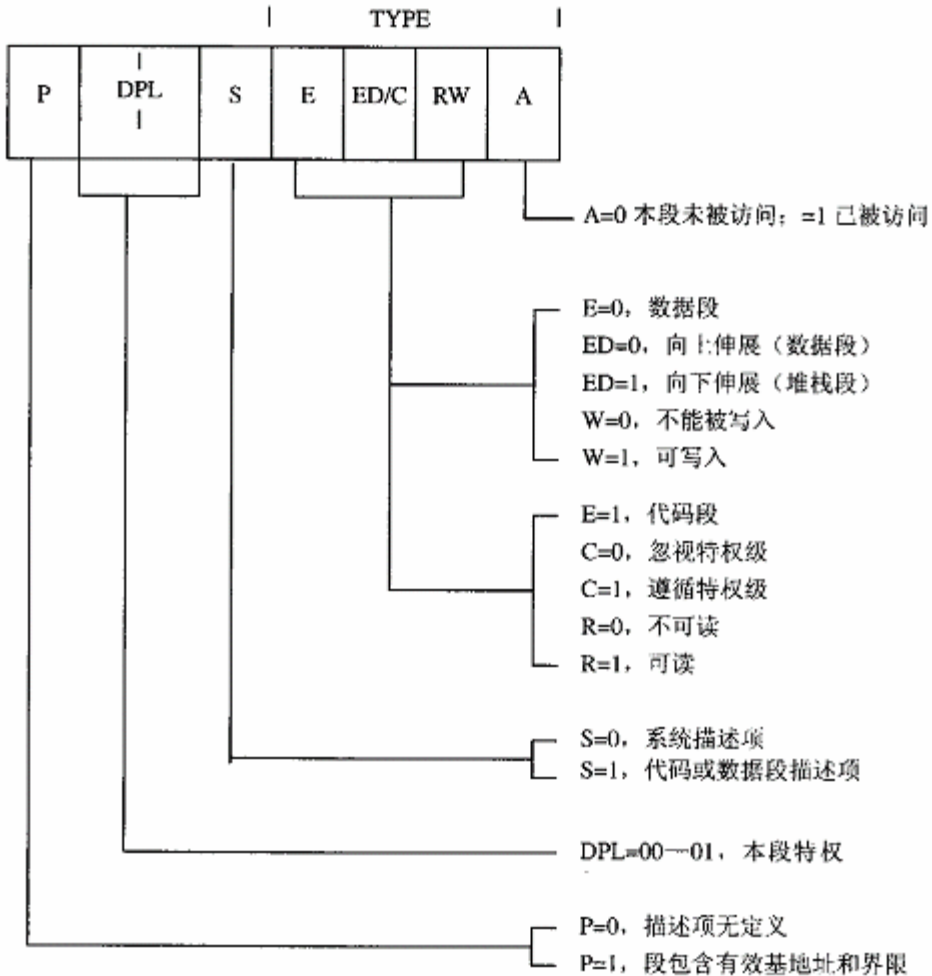 TYPE
P DPL S E ED/C RW A
A=0 本段未被访问；=1 已被访问
E=0，数据段
ED=0，向上伸展（数据段）
ED=1，向下伸展（堆栈段）
W=0，不能被写入
W=1，可写入
E=1，代码段
C=0，忽视特权级
C=1，遵循特权级
R=0，不可读
R=1，可读
S=0，系统描述项
S=1，代码或数据段描述项
DPL=00—01，本段特权
P=0，描述项无定义
P=1，段包含有效基地址和界限